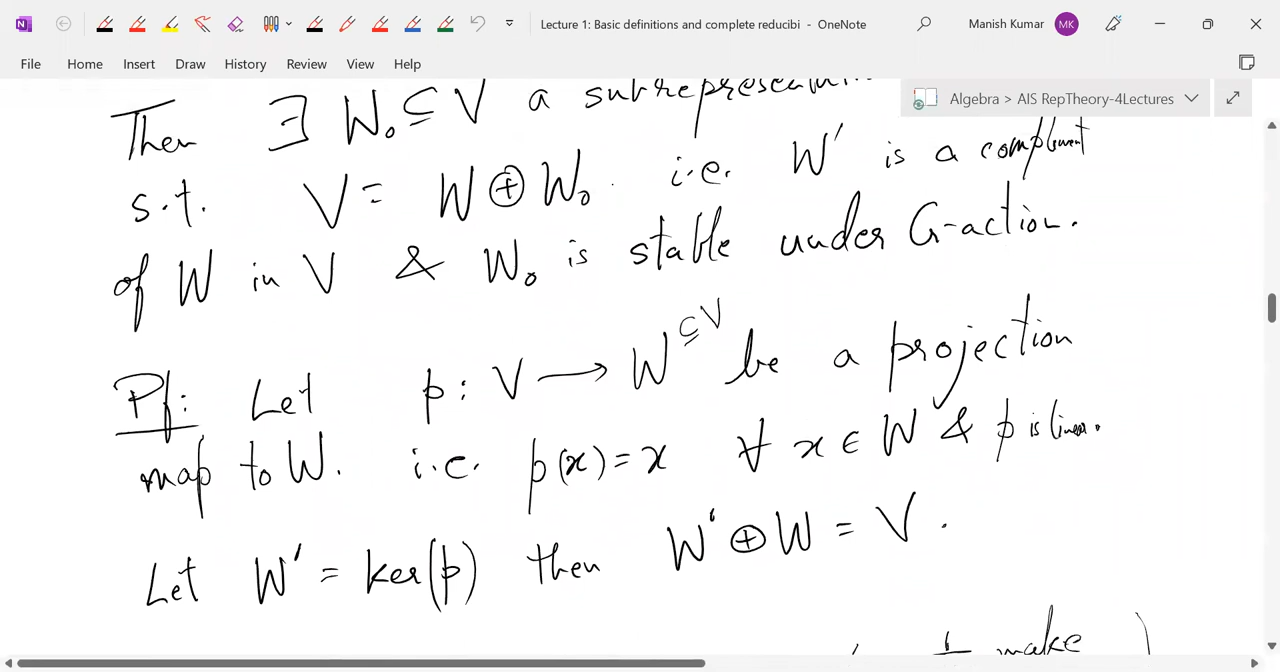 Lecture 1: Basic definitions and complete reducibi - OneNote
Manish Kumar
MK
File Home Insert Draw History Review View Help
Algebra > AIS RepTheory-4Lectures
Then ∃ W₀ ⊆ V a subrepresentati
s.t. V = W ⊕ W₀. i.e. W' is a complement
of W in V & W₀ is stable under G-action.
Pf: Let p: V → W ⊆ V be a projection
map to W. i.e. p(x) = x ∀ x ∈ W & p is linear.
Let W' = ker(p) then W' ⊕ W = V.
make )